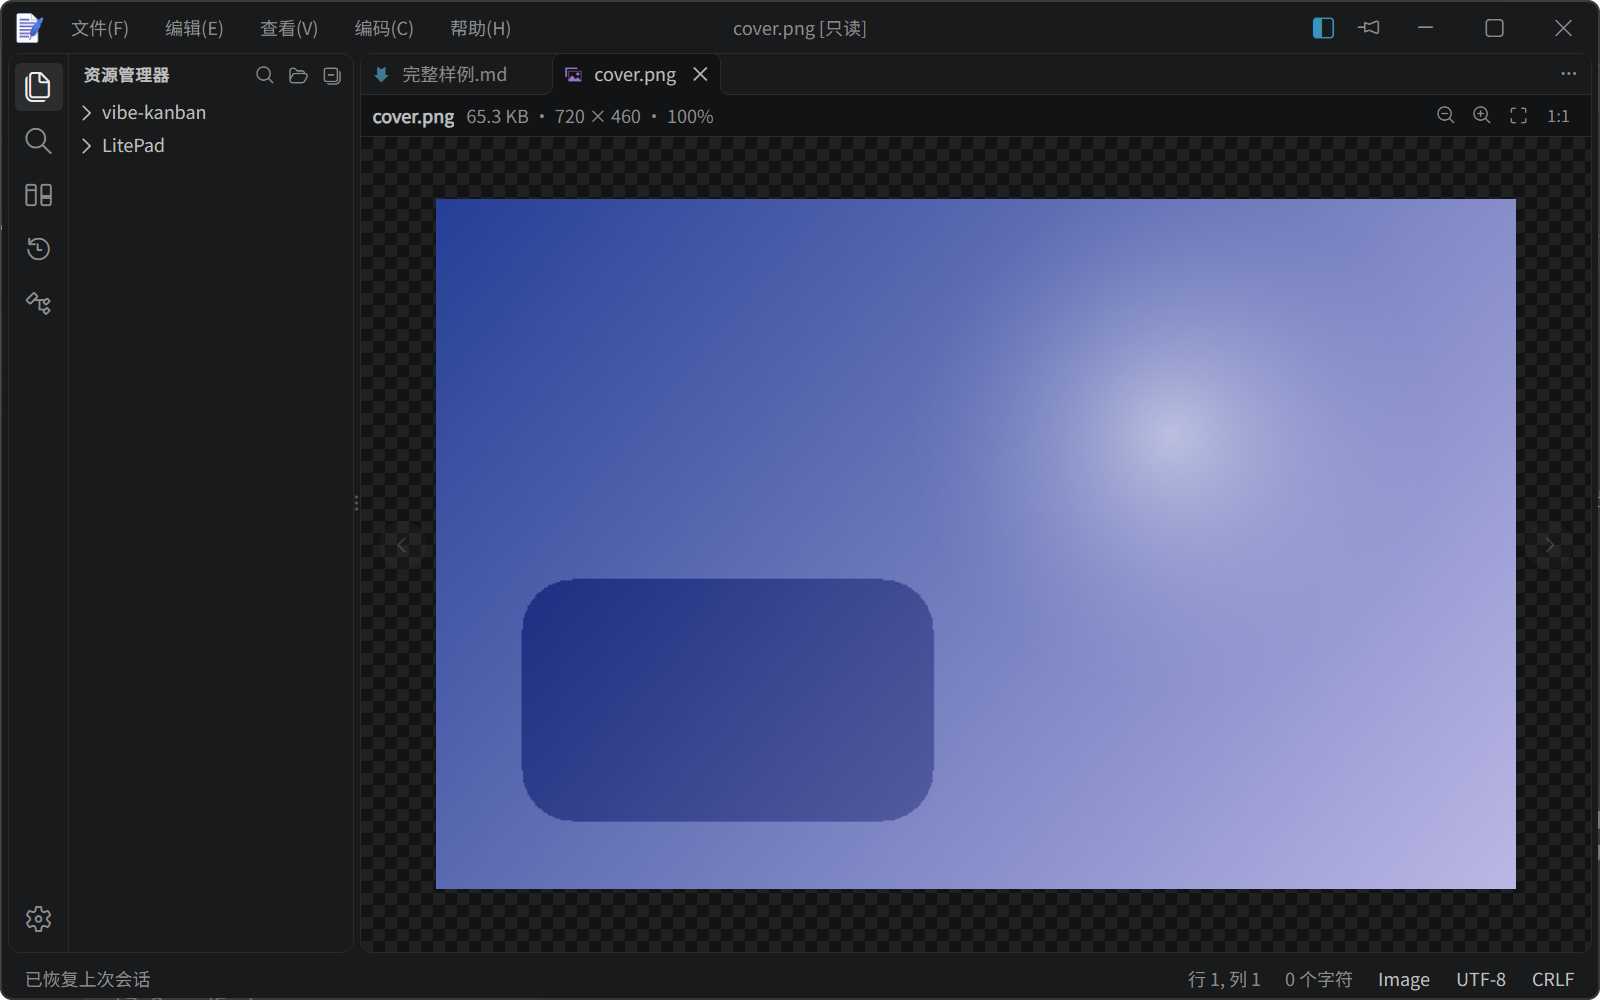 文件(F) 编辑(E) 查看(V) 编码(C) 帮助(H) cover.png [只读]
资源管理器
vibe-kanban
LitePad
完整样例.md cover.png
cover.png 65.3 KB • 720 × 460 • 100% 1:1
已恢复上次会话 行 1, 列 1 0 个字符 Image UTF-8 CRLF